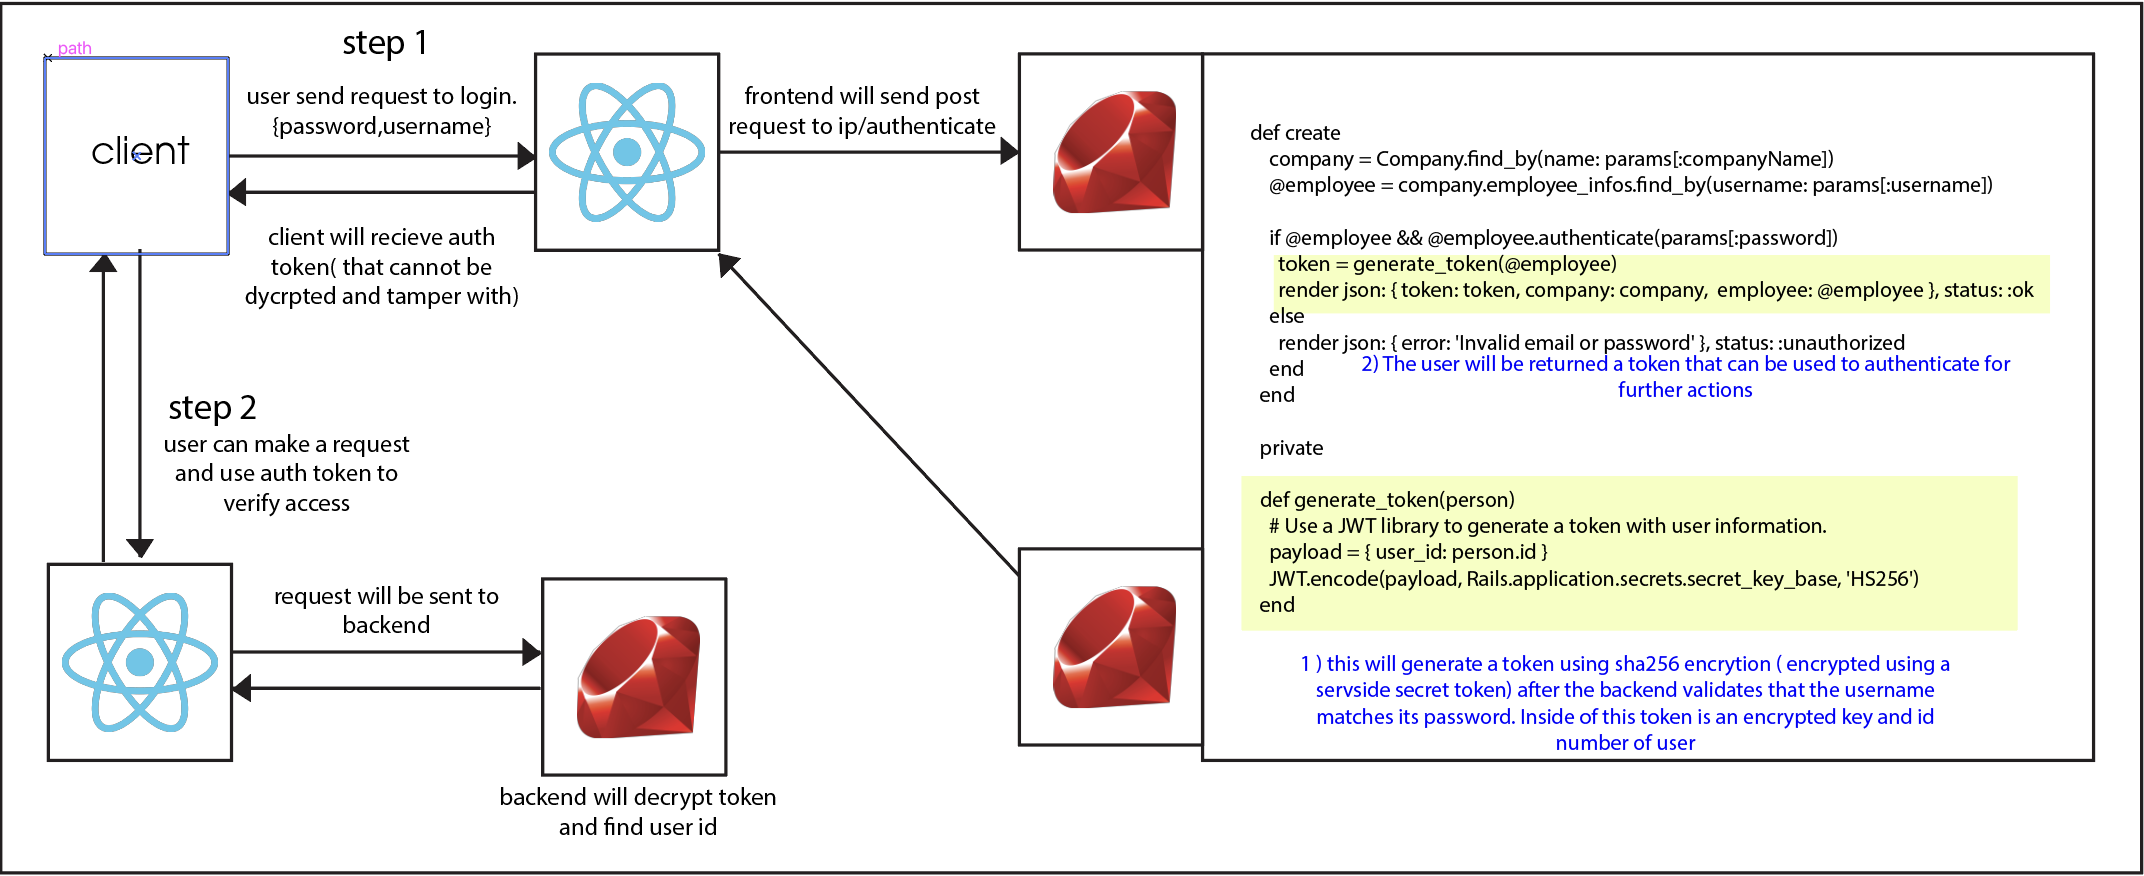 path
client
step 1
user send request to login.
{password,username}
client will recieve auth
token( that cannot be
dycrpted and tamper with)
frontend will send post
request to ip/authenticate
def create
company = Company.find_by(name: params[:companyName])
@employee = company.employee_infos.find_by(username: params[:username])
if @employee && @employee.authenticate(params[:password])
token = generate_token(@employee)
render json: { token: token, company: company,  employee: @employee }, status: :ok
else
render json: { error: 'Invalid email or password' }, status: :unauthorized
end
2) The user will be returned a token that can be used to authenticate for
further actions
end
private
def generate_token(person)
# Use a JWT library to generate a token with user information.
payload = { user_id: person.id }
JWT.encode(payload, Rails.application.secrets.secret_key_base, 'HS256')
end
1 ) this will generate a token using sha256 encrytion ( encrypted using a
servside secret token) after the backend validates that the username
matches its password. Inside of this token is an encrypted key and id
number of user
step 2
user can make a request
and use auth token to
verify access
request will be sent to
backend
backend will decrypt token
and find user id